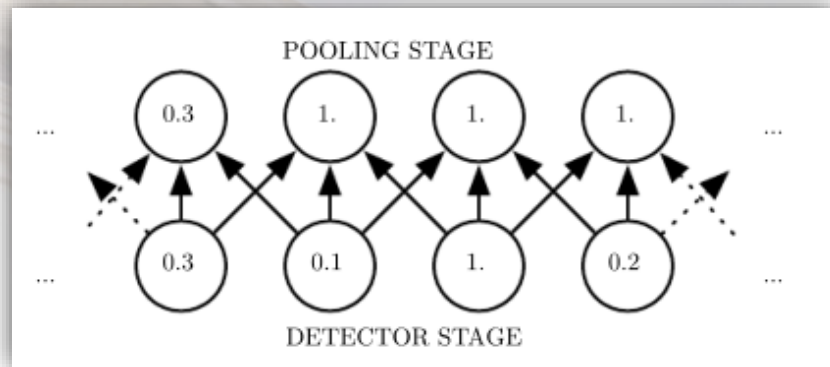 POOLING STAGE
0.3 1. 1. 1.
... ...
0.3 0.1 1. 0.2
... ...
DETECTOR STAGE